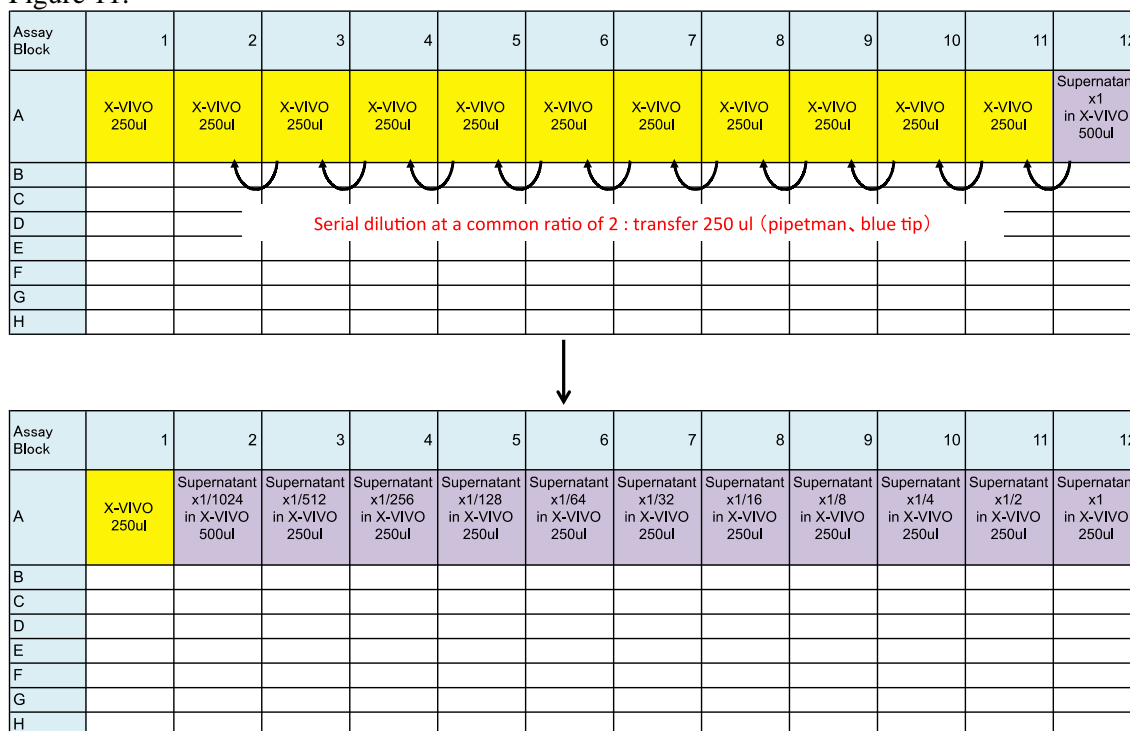 Figure 11.
Assay Block 1 2 3 4 5 6 7 8 9 10 11 12
A
X-VIVO 250ul
X-VIVO 250ul
X-VIVO 250ul
X-VIVO 250ul
X-VIVO 250ul
X-VIVO 250ul
X-VIVO 250ul
X-VIVO 250ul
X-VIVO 250ul
X-VIVO 250ul
X-VIVO 250ul
Supernatant x1 in X-VIVO 500ul
B
C
D
Serial dilution at a common ratio of 2 : transfer 250 ul (pipetman、blue tip)
E
F
G
H
Assay Block 1 2 3 4 5 6 7 8 9 10 11 12
A
X-VIVO 250ul
Supernatant x1/1024 in X-VIVO 500ul
Supernatant x1/512 in X-VIVO 250ul
Supernatant x1/256 in X-VIVO 250ul
Supernatant x1/128 in X-VIVO 250ul
Supernatant x1/64 in X-VIVO 250ul
Supernatant x1/32 in X-VIVO 250ul
Supernatant x1/16 in X-VIVO 250ul
Supernatant x1/8 in X-VIVO 250ul
Supernatant x1/4 in X-VIVO 250ul
Supernatant x1/2 in X-VIVO 250ul
Supernatant x1 in X-VIVO 250ul
B
C
D
E
F
G
H